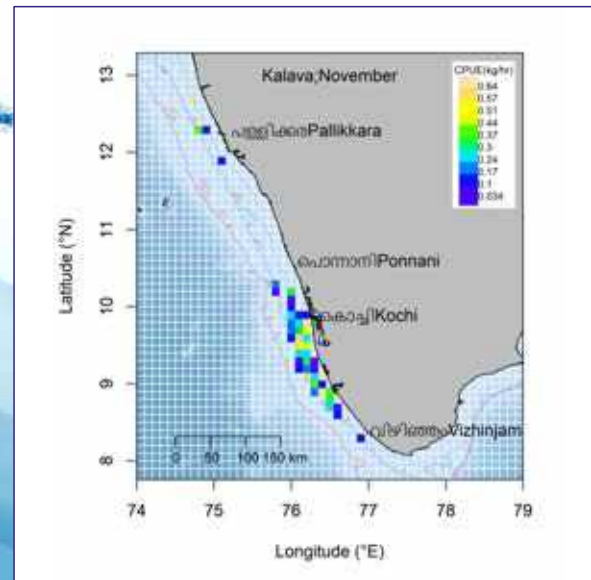 Kalava;November
CPUE(kg/hr)
0.64
0.57
0.51
0.44
0.37
0.3
0.24
0.17
0.1
0.034
പള്ളിക്കരPallikkara
പൊന്നാനിPonnani
കൊച്ചിKochi
വിഴിഞ്ഞംVizhinjam
0 50 100 150 km
13
12
11
10
9
8
Latitude (°N)
74 75 76 77 78 79
Longitude (°E)